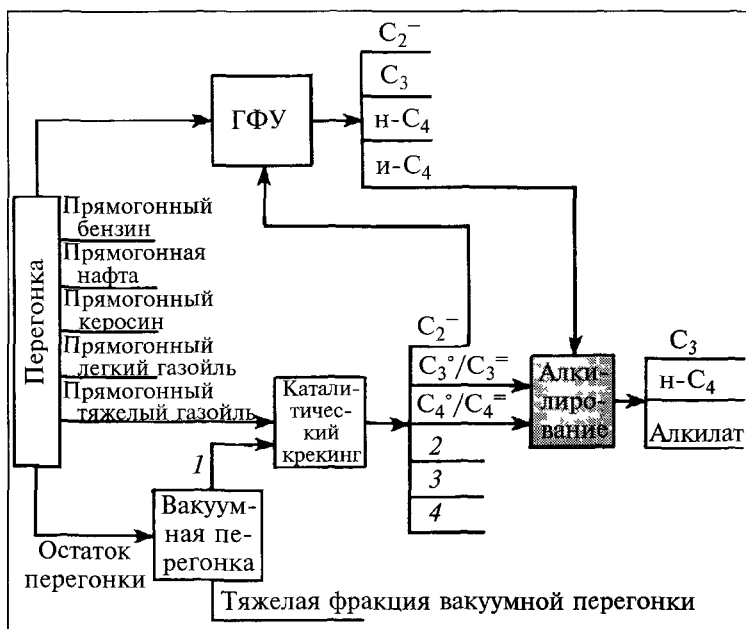 C₂⁻
C₃
н-C₄
и-C₄
ГФУ
Перегонка
Прямогонный
бензин
Прямогонная
нафта
Прямогонный
керосин
Прямогонный
легкий газойль
Прямогонный
тяжелый газойль
Остаток
перегонки
1
Вакуум-
ная пе-
регонка
Тяжелая фракция вакуумной перегонки
Катали-
тичес-
кий
крекинг
C₂⁻
C₃°/C₃⁼
C₄°/C₄⁼
2
3
4
Алки-
лиро-
вание
C₃
н-C₄
Алкилат